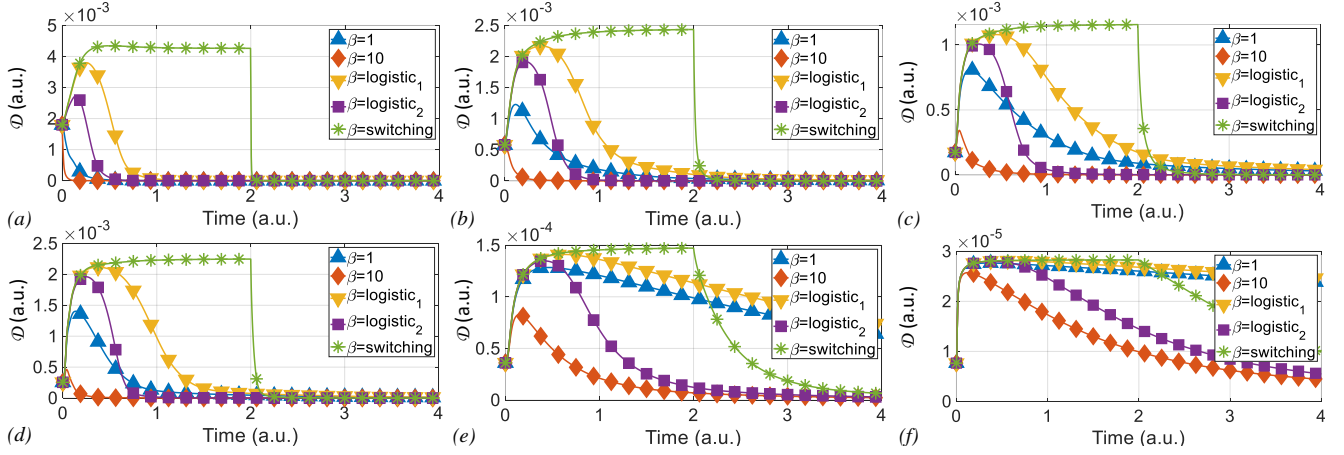 ×10⁻³
5
4
3
2
1
0
𝒟 (a.u.)
β=1
β=10
β=logistic₁
β=logistic₂
β=switching
0 1 2 3 4
Time (a.u.)
(a)
×10⁻³
2.5
2
1.5
1
0.5
0
𝒟 (a.u.)
β=1
β=10
β=logistic₁
β=logistic₂
β=switching
0 1 2 3 4
Time (a.u.)
(b)
×10⁻³
1
0.5
0
𝒟 (a.u.)
β=1
β=10
β=logistic₁
β=logistic₂
β=switching
0 1 2 3 4
Time (a.u.)
(c)
×10⁻³
2.5
2
1.5
1
0.5
0
𝒟 (a.u.)
β=1
β=10
β=logistic₁
β=logistic₂
β=switching
0 1 2 3 4
Time (a.u.)
(d)
×10⁻⁴
1.5
1
0.5
0
𝒟 (a.u.)
β=1
β=10
β=logistic₁
β=logistic₂
β=switching
0 1 2 3 4
Time (a.u.)
(e)
×10⁻⁵
3
2
1
0
𝒟 (a.u.)
β=1
β=10
β=logistic₁
β=logistic₂
β=switching
0 1 2 3 4
Time (a.u.)
(f)